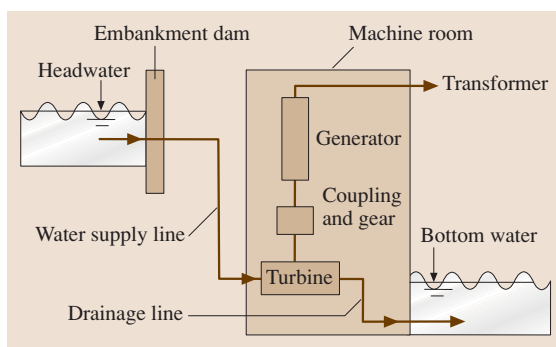 Embankment dam
Machine room
Headwater
Transformer
Generator
Coupling
and gear
Water supply line
Bottom water
Turbine
Drainage line